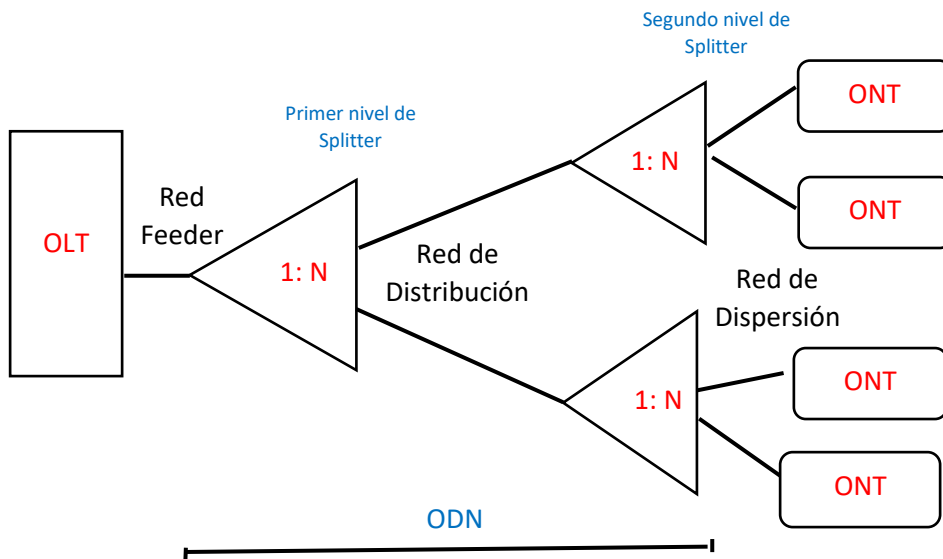 Segundo nivel de
Splitter
Primer nivel de
Splitter
ONT
1: N
ONT
Red
Feeder
OLT
1: N
Red de
Distribución
Red de
Dispersión
1: N
ONT
ONT
ODN